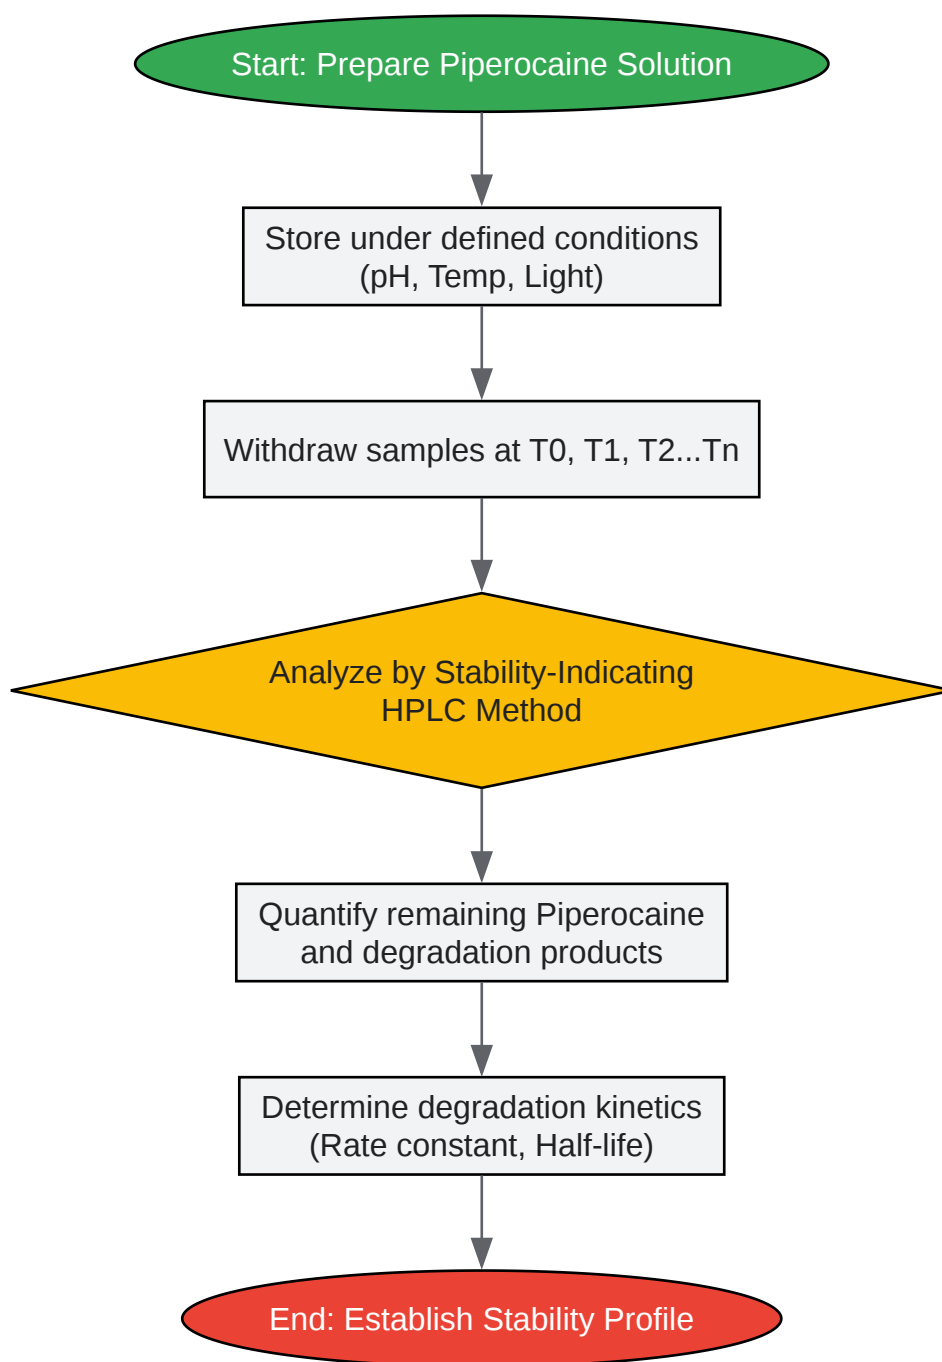 Start: Prepare Piperocaine Solution
Store under defined conditions
(pH, Temp, Light)
Withdraw samples at T0, T1, T2...Tn
Analyze by Stability-Indicating
HPLC Method
Quantify remaining Piperocaine
and degradation products
Determine degradation kinetics
(Rate constant, Half-life)
End: Establish Stability Profile